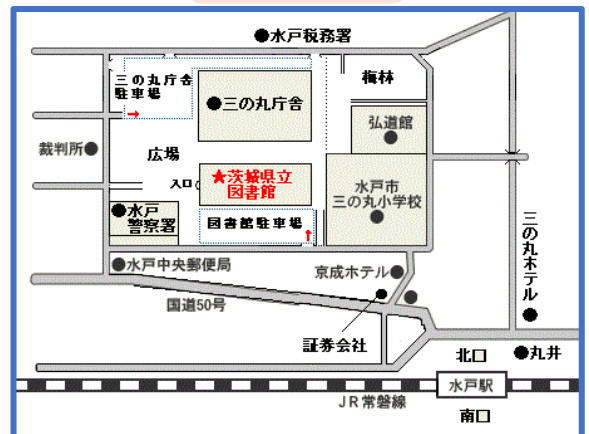 ●水戸税務署
三の丸庁舎
駐車場
梅林
●三の丸庁舎
弘道館
裁判所●
広場
入口
★茨城県立
図書館
水戸市
三の丸小学校
●水戸
警察署
図書館駐車場
三の丸ホテル
●水戸中央郵便局
京成ホテル●
国道50号
証券会社
北口
●丸井
水戸駅
JR常磐線
南口